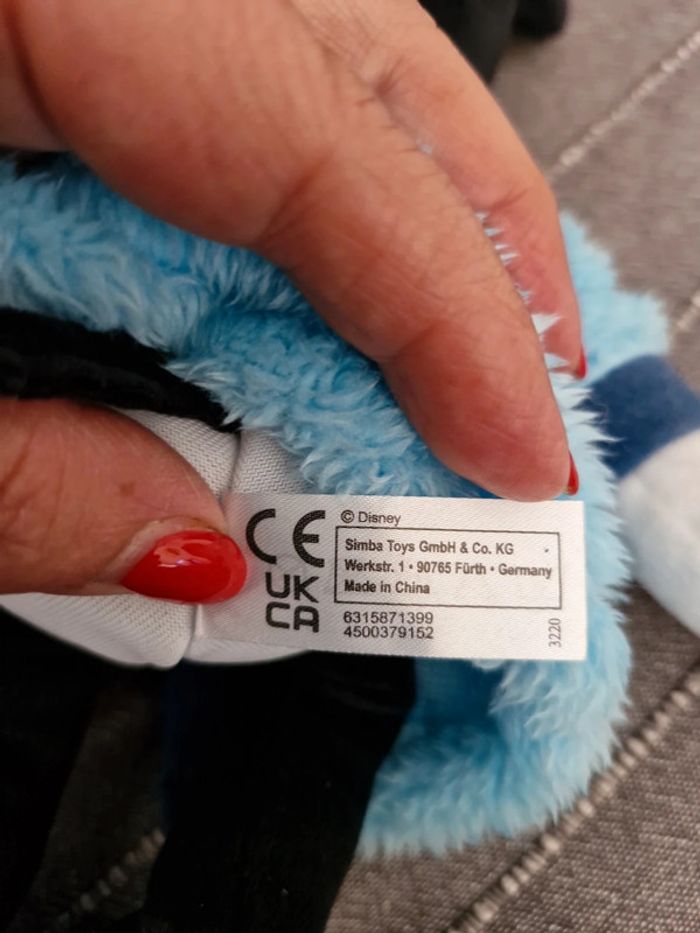 CE
UK
CA
© Disney
Simba Toys GmbH & Co. KG
Werkstr. 1 • 90765 Fürth • Germany
Made in China
6315871399
4500379152
3220